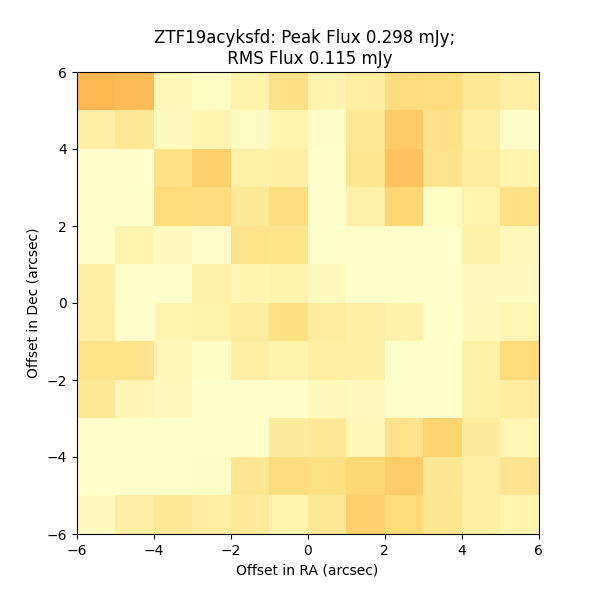 ZTF19acyksfd: Peak Flux 0.298 mJy;
RMS Flux 0.115 mJy
6
4
2
0
−2
−4
−6
Offset in Dec (arcsec)
−6 −4 −2 0 2 4 6
Offset in RA (arcsec)